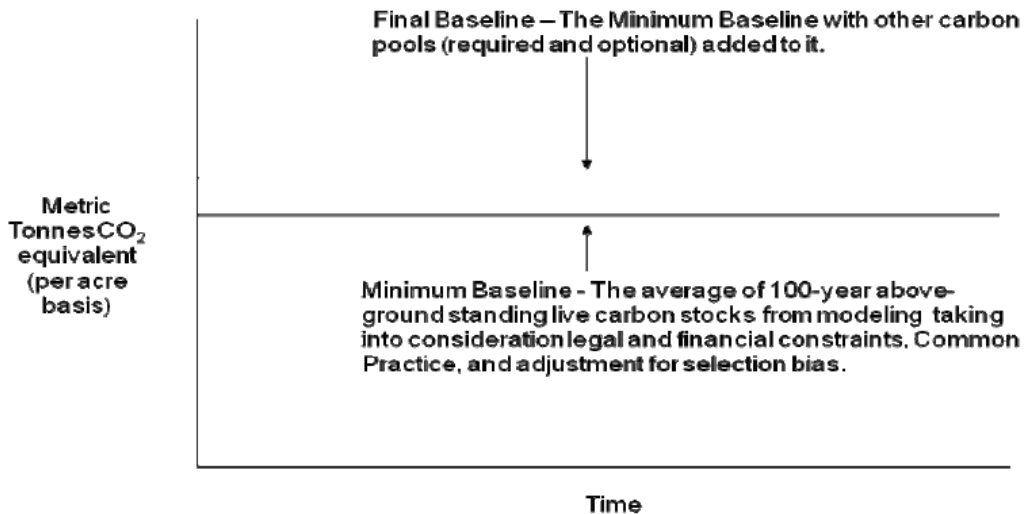 Final Baseline – The Minimum Baseline with other carbon
pools (required and optional) added to it.
Metric
Tonnes CO₂
equivalent
(per acre
basis)
Minimum Baseline - The average of 100-year above-
ground standing live carbon stocks from modeling taking
into consideration legal and financial constraints, Common
Practice, and adjustment for selection bias.
Time